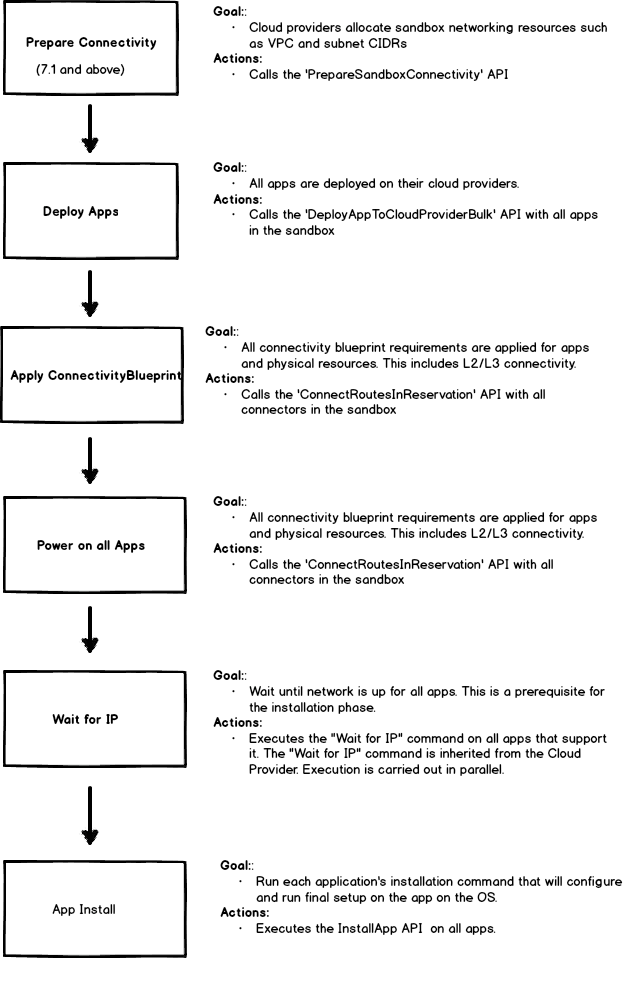 Prepare Connectivity
(7.1 and above)
Goal::
· Cloud providers allocate sandbox networking resources such
as VPC and subnet CIDRs
Actions:
· Calls the 'PrepareSandboxConnectivity' API
Deploy Apps
Goal::
· All apps are deployed on their cloud providers.
Actions:
· Calls the 'DeployAppToCloudProviderBulk' API with all apps
in the sandbox
Apply ConnectivityBlueprint
Goal::
· All connectivity blueprint requirements are applied for apps
and physical resources. This includes L2/L3 connectivity.
Actions:
· Calls the 'ConnectRoutesInReservation' API with all
connectors in the sandbox
Power on all Apps
Goal::
· All connectivity blueprint requirements are applied for apps
and physical resources. This includes L2/L3 connectivity.
Actions:
· Calls the 'ConnectRoutesInReservation' API with all
connectors in the sandbox
Wait for IP
Goal::
· Wait until network is up for all apps. This is a prerequisite for
the installation phase.
Actions:
· Executes the "Wait for IP" command on all apps that support
it. The "Wait for IP" command is inherited from the Cloud
Provider. Execution is carried out in parallel.
App Install
Goal::
· Run each application's installation command that will configure
and run final setup on the app on the OS.
Actions:
· Executes the InstallApp API on all apps.